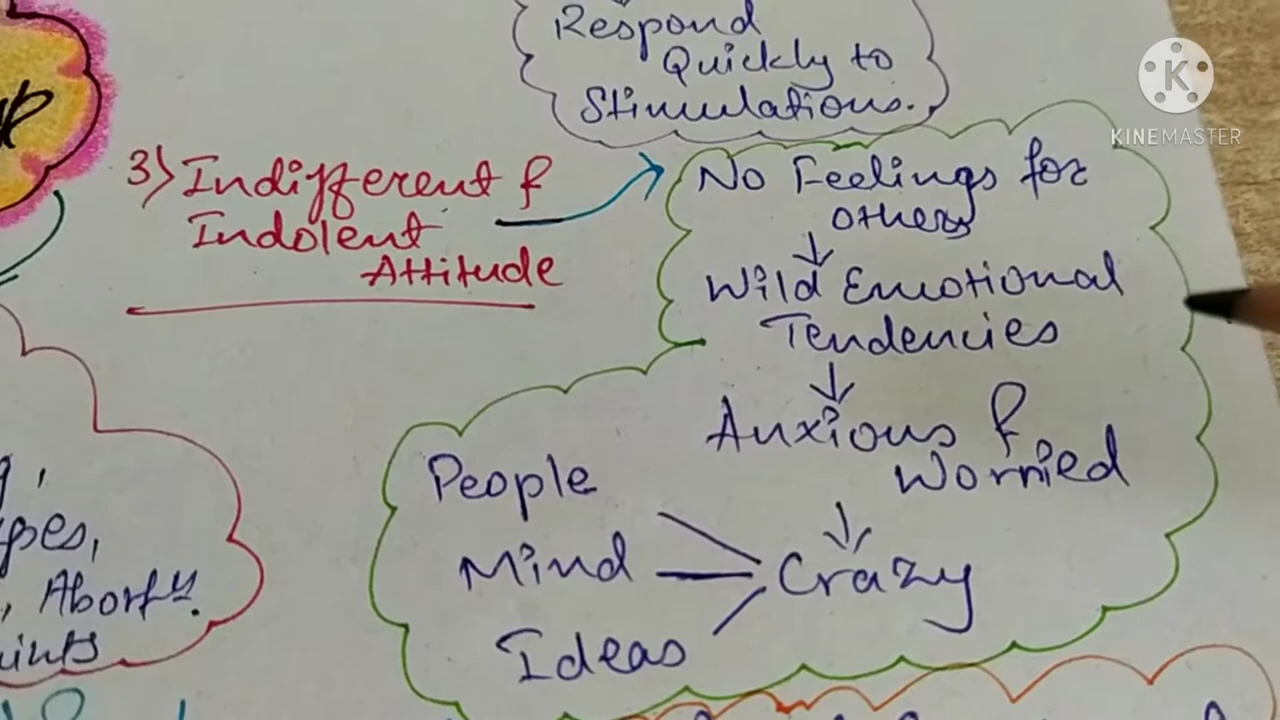 Respond
Quickly to
Stimulations.
K
KINEMASTER
3) Indifferent &
Indolent
Attitude
No Feelings for
others
Wild Emotional
Tendencies
Anxious &
Worried
People
Mind
Crazy
Ideas